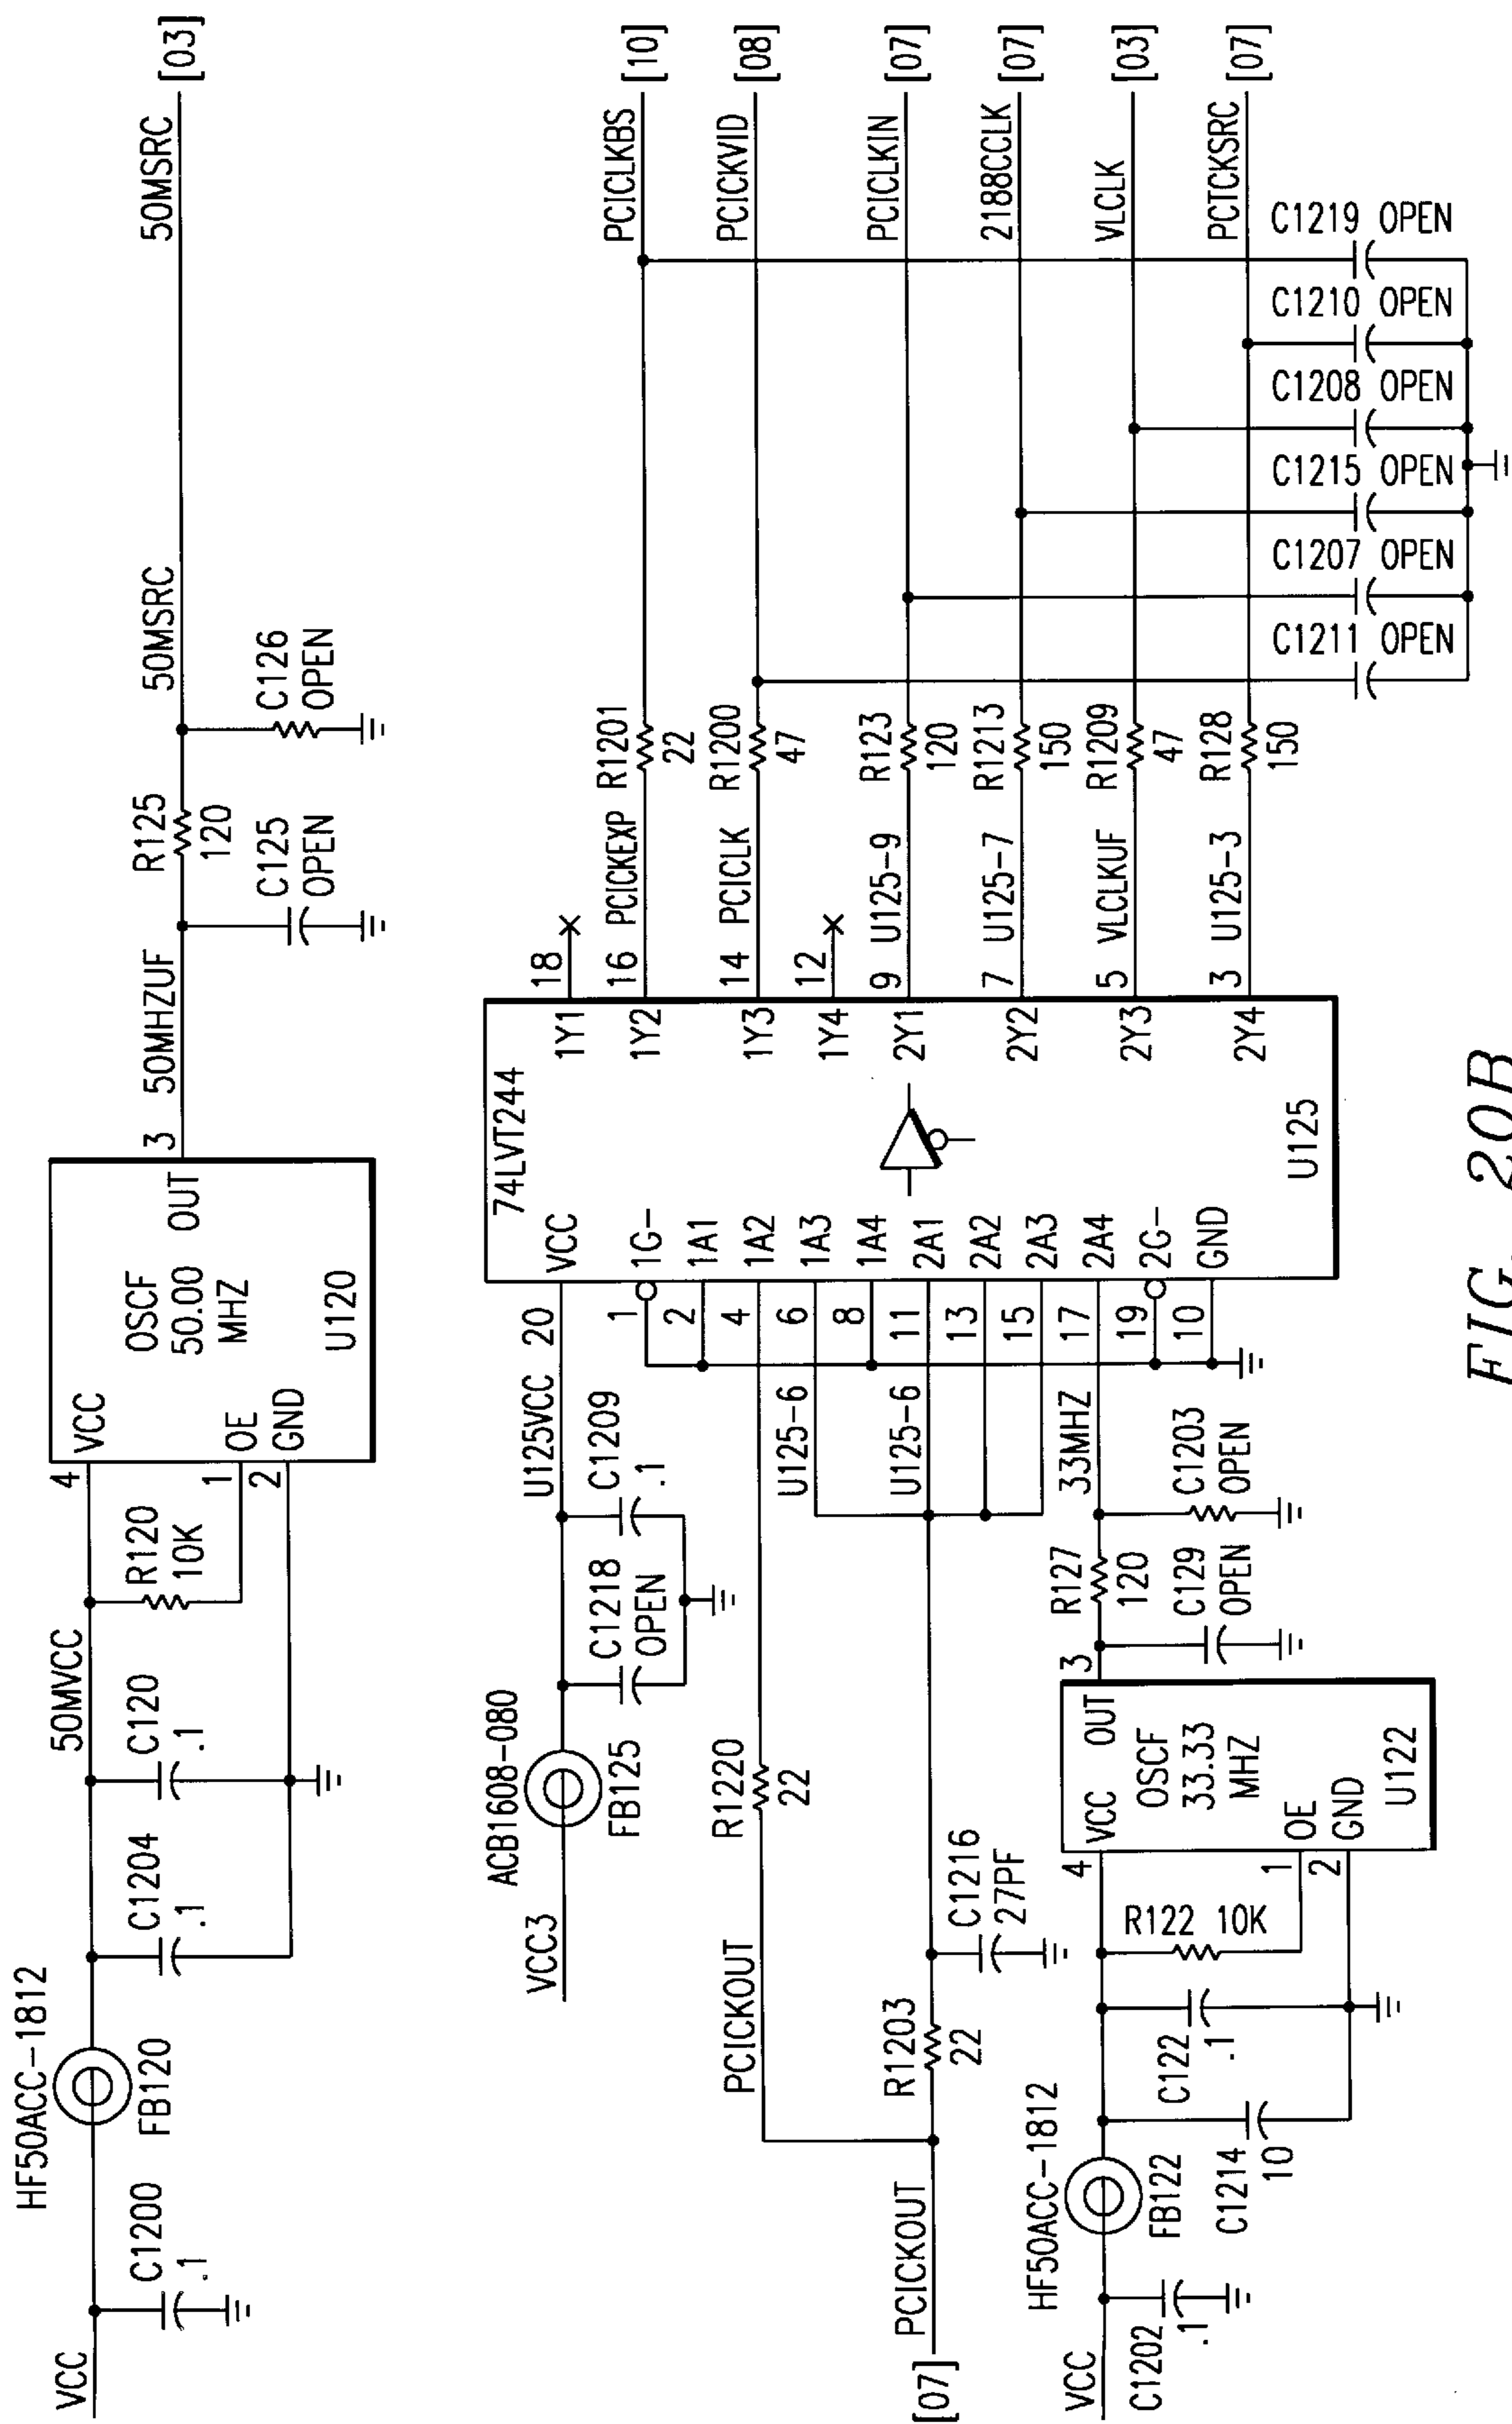 HF50ACC-1812
VCC
C1200
.1
FB120
C1204
.1
C120
.1
50MVCC
R120
10K
4
1
2
VCC
OE
GND
OSCF
50.00
MHZ
OUT
U120
3
50MHZUF
R125
120
C125
OPEN
C126
OPEN
50MSRC
50MSRC
[03]
ACB1608-080
VCC3
FB125
C1218
OPEN
C1209
.1
U125VCC
20
1
2
4
6
8
11
13
15
17
19
10
74LVT244
VCC
1G-
1A1
1A2
1A3
1A4
2A1
2A2
2A3
2A4
2G-
GND
1Y1
1Y2
1Y3
1Y4
2Y1
2Y2
2Y3
2Y4
U125
PCICKOUT
R1220
22
U125-6
U125-6
33MHZ
[07]
PCICKOUT
R1203
22
C1216
27PF
HF50ACC-1812
VCC
C1202
.1
FB122
C1214
10
C122
.1
R122 10K
4
1
2
VCC
OUT
OSCF
33.33
MHZ
OE
GND
U122
3
R127
120
C129
OPEN
C1203
OPEN
18
16 PCICKEXP
R1201
22
PCICLKBS
[10]
14 PCICLK
R1200
47
PCICKVID
[08]
12
9 U125-9
R123
120
PCICLKIN
[07]
7 U125-7
R1213
150
2188CCLK
[07]
5 VLCLKUF
R1209
47
VLCLK
[03]
3 U125-3
R128
150
PCTCKSRC
[07]
C1211 OPEN
C1207 OPEN
C1215 OPEN
C1208 OPEN
C1210 OPEN
C1219 OPEN
FIG. 20B